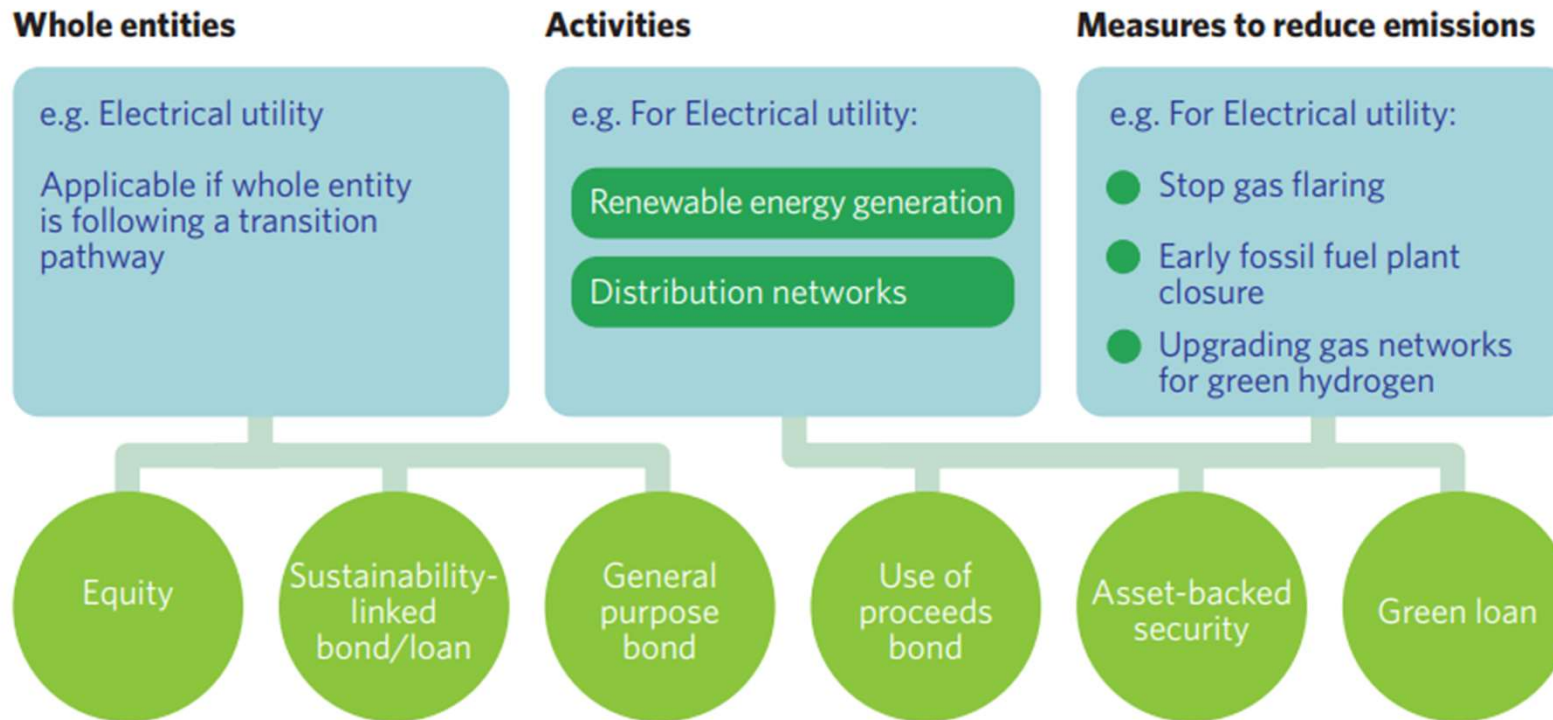 Whole entities
e.g. Electrical utility
Applicable if whole entity
is following a transition
pathway
Activities
e.g. For Electrical utility:
Renewable energy generation
Distribution networks
Measures to reduce emissions
e.g. For Electrical utility:
Stop gas flaring
Early fossil fuel plant
closure
Upgrading gas networks
for green hydrogen
Equity
Sustainability-
linked
bond/loan
General
purpose
bond
Use of
proceeds
bond
Asset-backed
security
Green loan